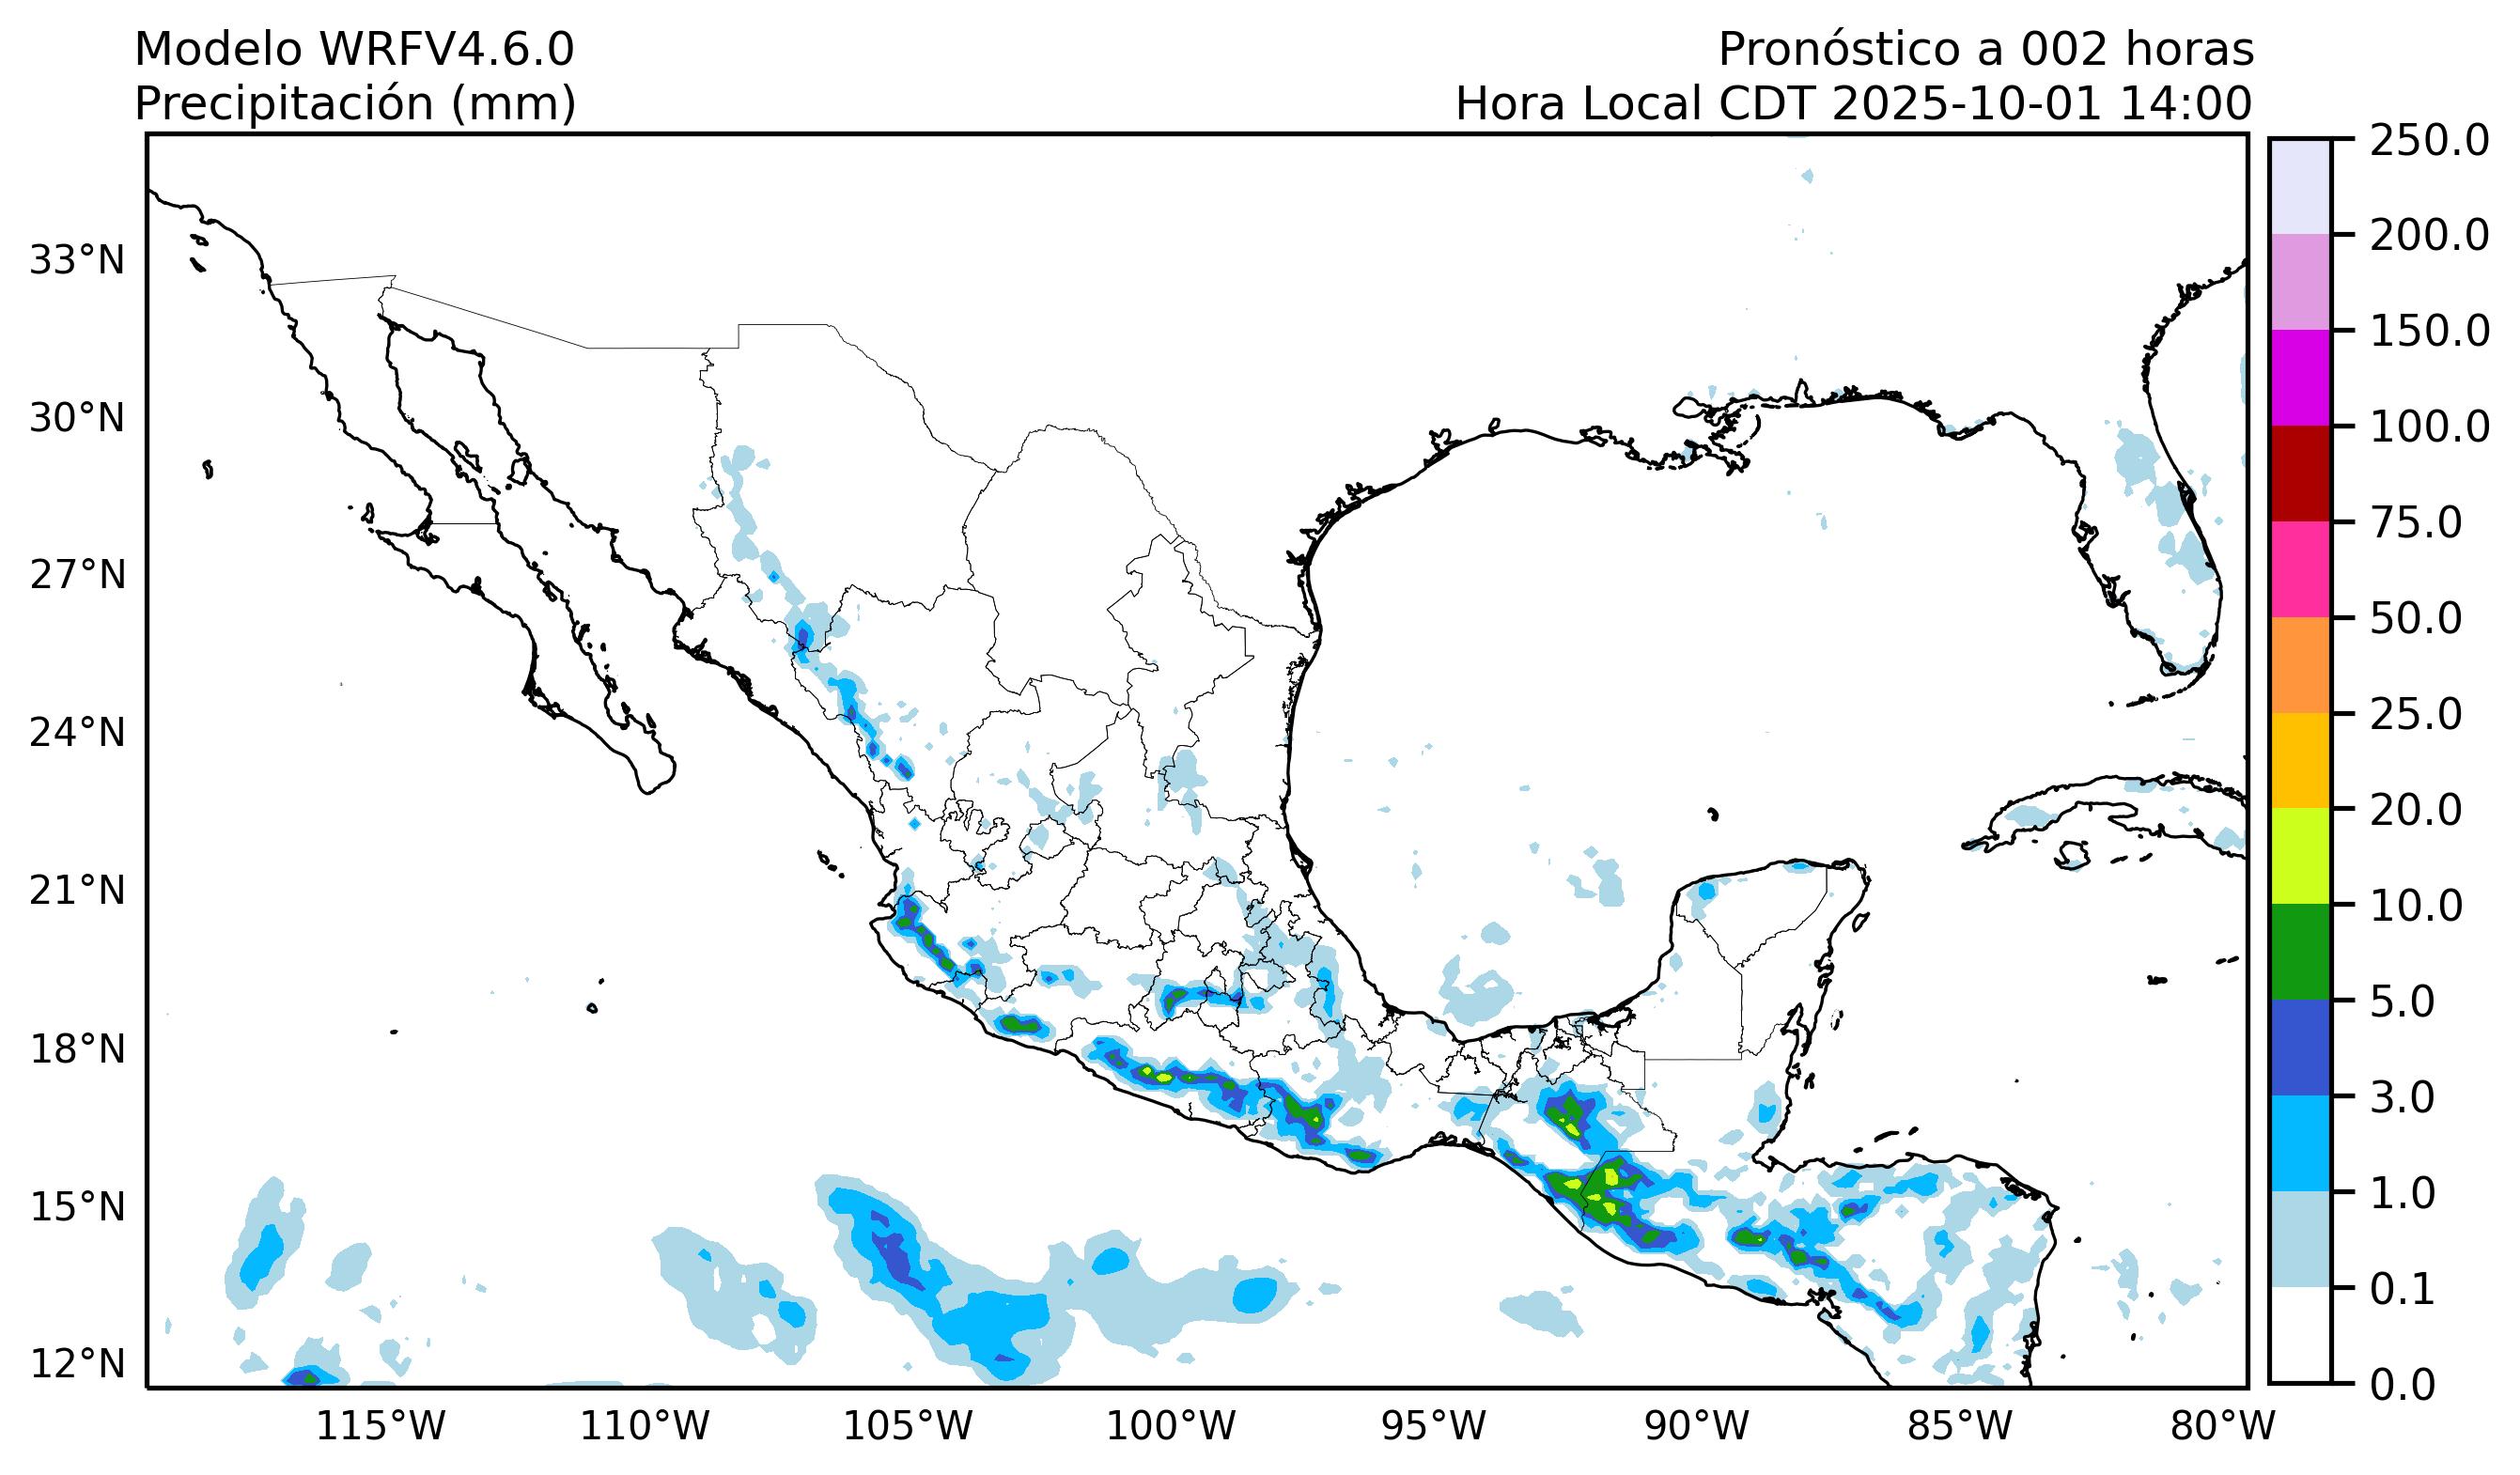 Modelo WRFV4.6.0
Precipitación (mm)
Pronóstico a 002 horas
Hora Local CDT 2025-10-01 14:00
33°N
30°N
27°N
24°N
21°N
18°N
15°N
12°N
115°W
110°W
105°W
100°W
95°W
90°W
85°W
80°W
250.0
200.0
150.0
100.0
75.0
50.0
25.0
20.0
10.0
5.0
3.0
1.0
0.1
0.0